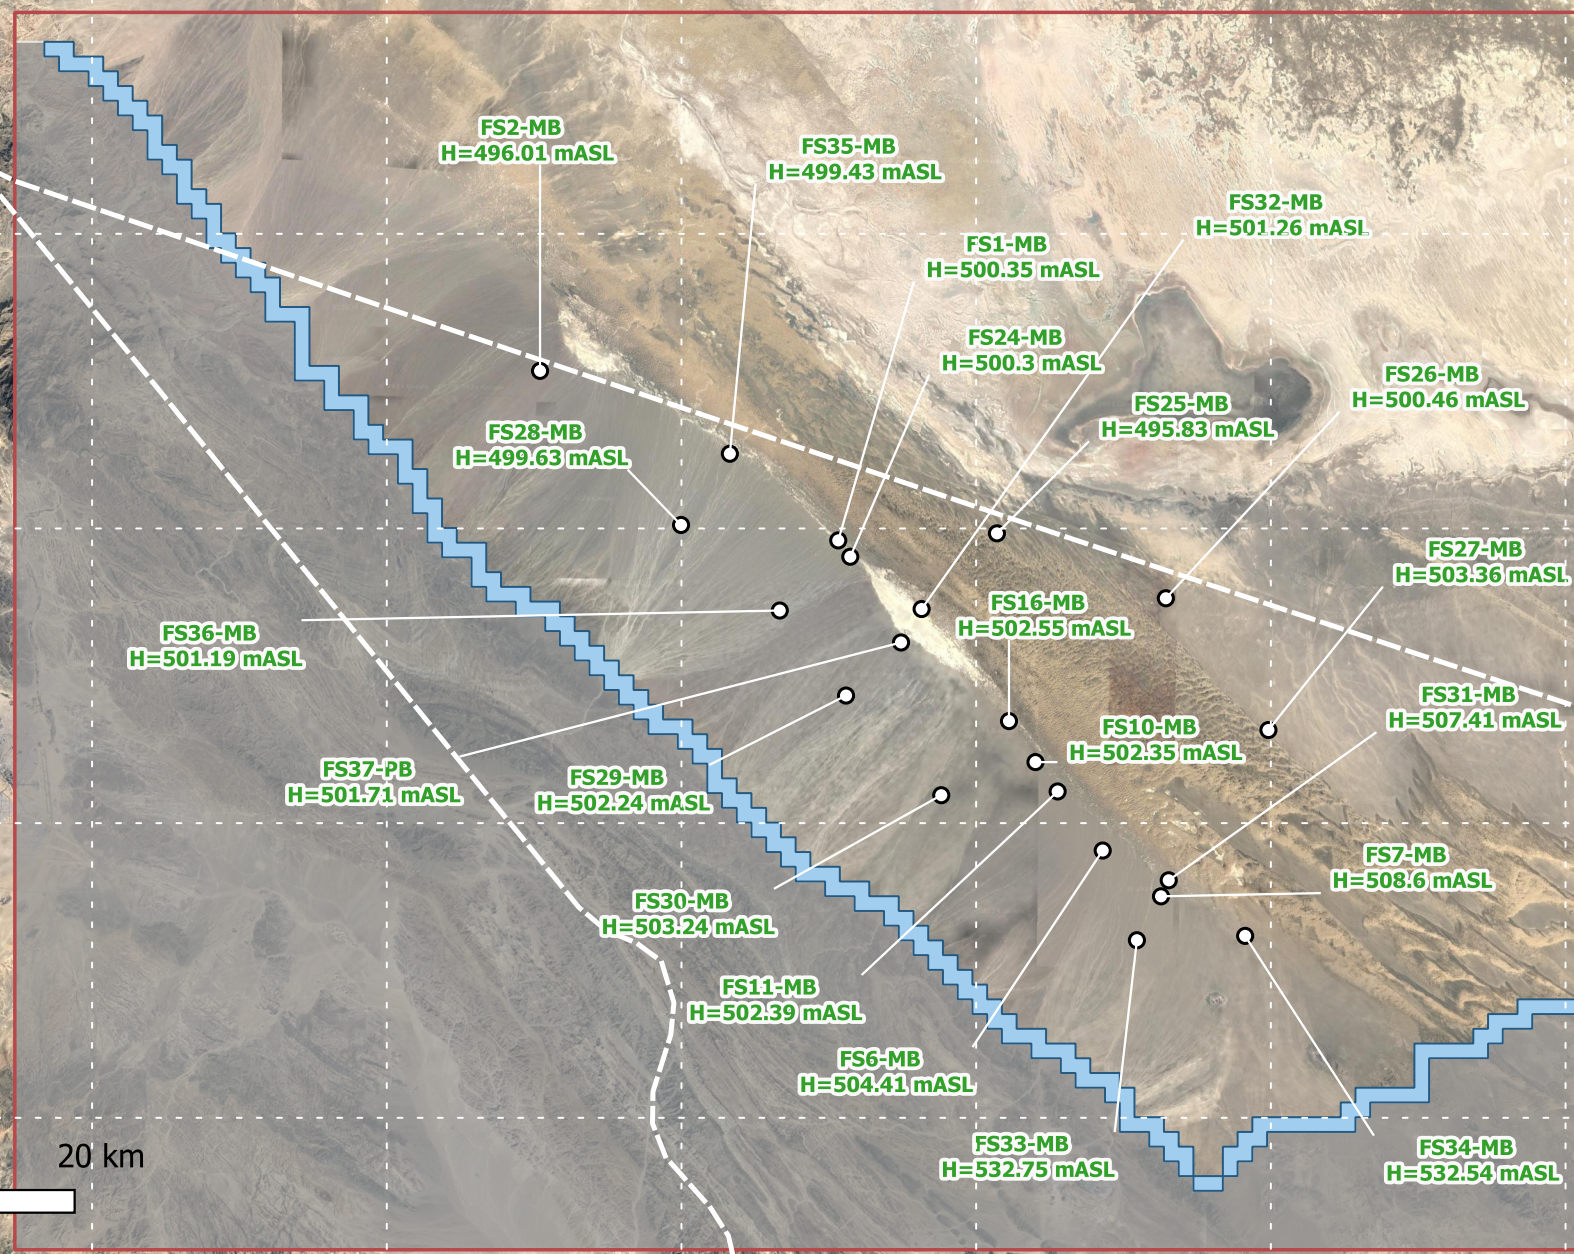 FS2-MB
H=496.01 mASL
FS35-MB
H=499.43 mASL
FS32-MB
H=501.26 mASL
FS1-MB
H=500.35 mASL
FS24-MB
H=500.3 mASL
FS26-MB
H=500.46 mASL
FS25-MB
H=495.83 mASL
FS28-MB
H=499.63 mASL
FS27-MB
H=503.36 mASL
FS16-MB
H=502.55 mASL
FS36-MB
H=501.19 mASL
FS31-MB
H=507.41 mASL
FS10-MB
H=502.35 mASL
FS37-PB
H=501.71 mASL
FS29-MB
H=502.24 mASL
FS7-MB
H=508.6 mASL
FS30-MB
H=503.24 mASL
FS11-MB
H=502.39 mASL
FS6-MB
H=504.41 mASL
FS33-MB
H=532.75 mASL
FS34-MB
H=532.54 mASL
20 km